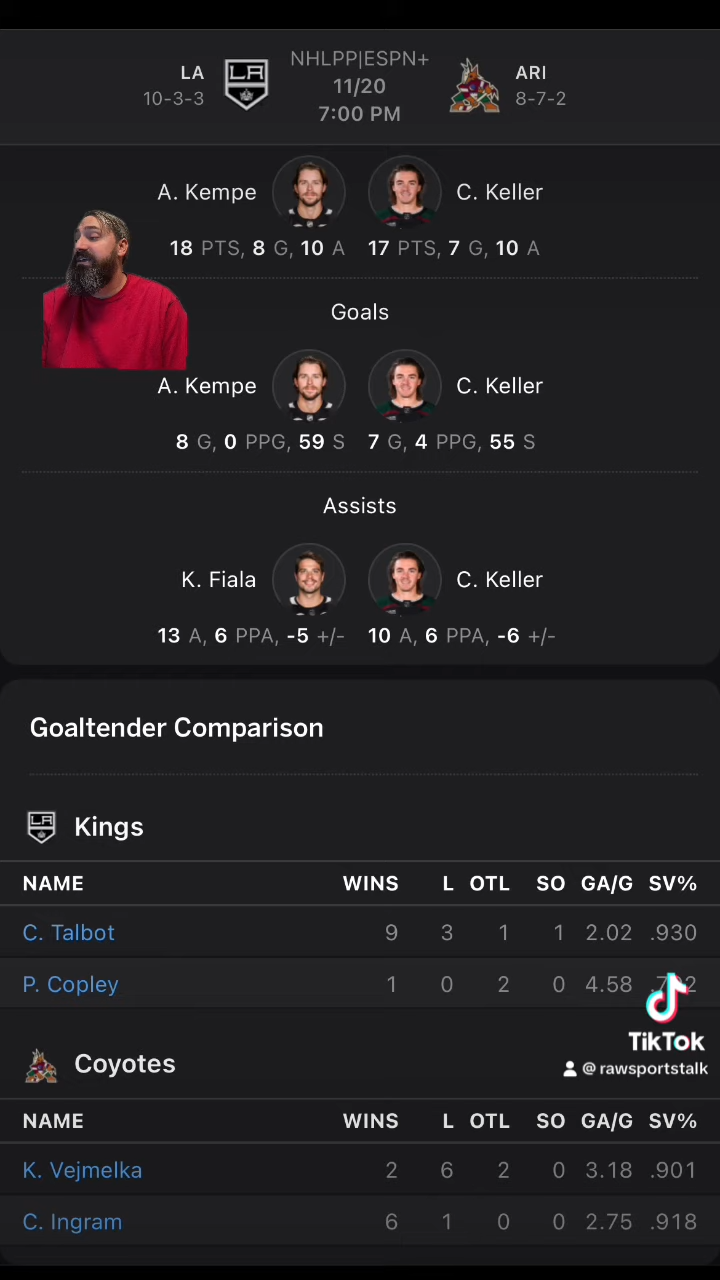 NHLPP|ESPN+
LA ARI
10-3-3 11/20 8-7-2
7:00 PM
A. Kempe C. Keller
18 PTS, 8 G, 10 A 17 PTS, 7 G, 10 A
Goals
A. Kempe C. Keller
8 G, 0 PPG, 59 S 7 G, 4 PPG, 55 S
Assists
K. Fiala C. Keller
13 A, 6 PPA, -5 +/- 10 A, 6 PPA, -6 +/-
Goaltender Comparison
LA Kings
NAME WINS L OTL SO GA/G SV%
C. Talbot 9 3 1 1 2.02 .930
P. Copley 1 0 2 0 4.58
TikTok
@rawsportstalk
Coyotes
NAME WINS L OTL SO GA/G SV%
K. Vejmelka 2 6 2 0 3.18 .901
C. Ingram 6 1 0 0 2.75 .918